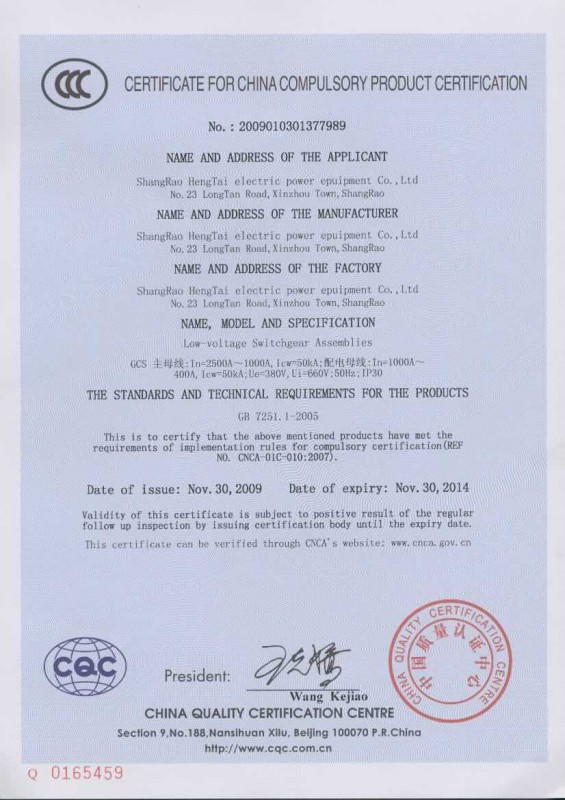 CERTIFICATE FOR CHINA COMPULSORY PRODUCT CERTIFICATION
No. : 2009010301377989
NAME AND ADDRESS OF THE APPLICANT
ShangRao HengTai electric power epuipment Co.,Ltd
No. 23 LongTan Road, Xinzhou Town, ShangRao
NAME AND ADDRESS OF THE MANUFACTURER
ShangRao HengTai electric power epuipment Co.,Ltd
No. 23 LongTan Road, Xinzhou Town, ShangRao
NAME AND ADDRESS OF THE FACTORY
ShangRao HengTai electric power epuipment Co.,Ltd
No. 23 LongTan Road, Xinzhou Town, ShangRao
NAME, MODEL AND SPECIFICATION
Low-voltage Switchgear Assemblies
GCS 主母线:In=2500A～1000A, Icw=50kA;配电母线:In=1000A～
400A, Icw=50kA;Ue=380V, Ui=660V;50Hz;IP30
THE STANDARDS AND TECHNICAL REQUIREMENTS FOR THE PRODUCTS
GB 7251.1-2005
This is to certify that the above mentioned products have met the
requirements of implementation rules for compulsory certification(REF
NO. CNCA-01C-010:2007).
Date of issue: Nov. 30, 2009 Date of expiry: Nov. 30, 2014
Validity of this certificate is subject to positive result of the regular
follow up inspection by issuing certification body until the expiry date.
This certificate can be verified through CNCA's website: www.cnca.gov.cn
CHINA QUALITY CERTIFICATION CENTRE
中国质量认证中心
CQC
President:
Wang Kejiao
CHINA QUALITY CERTIFICATION CENTRE
Section 9, No.188, Nansihuan Xilu, Beijing 100070 P.R.China
http://www.cqc.com.cn
Q 0165459